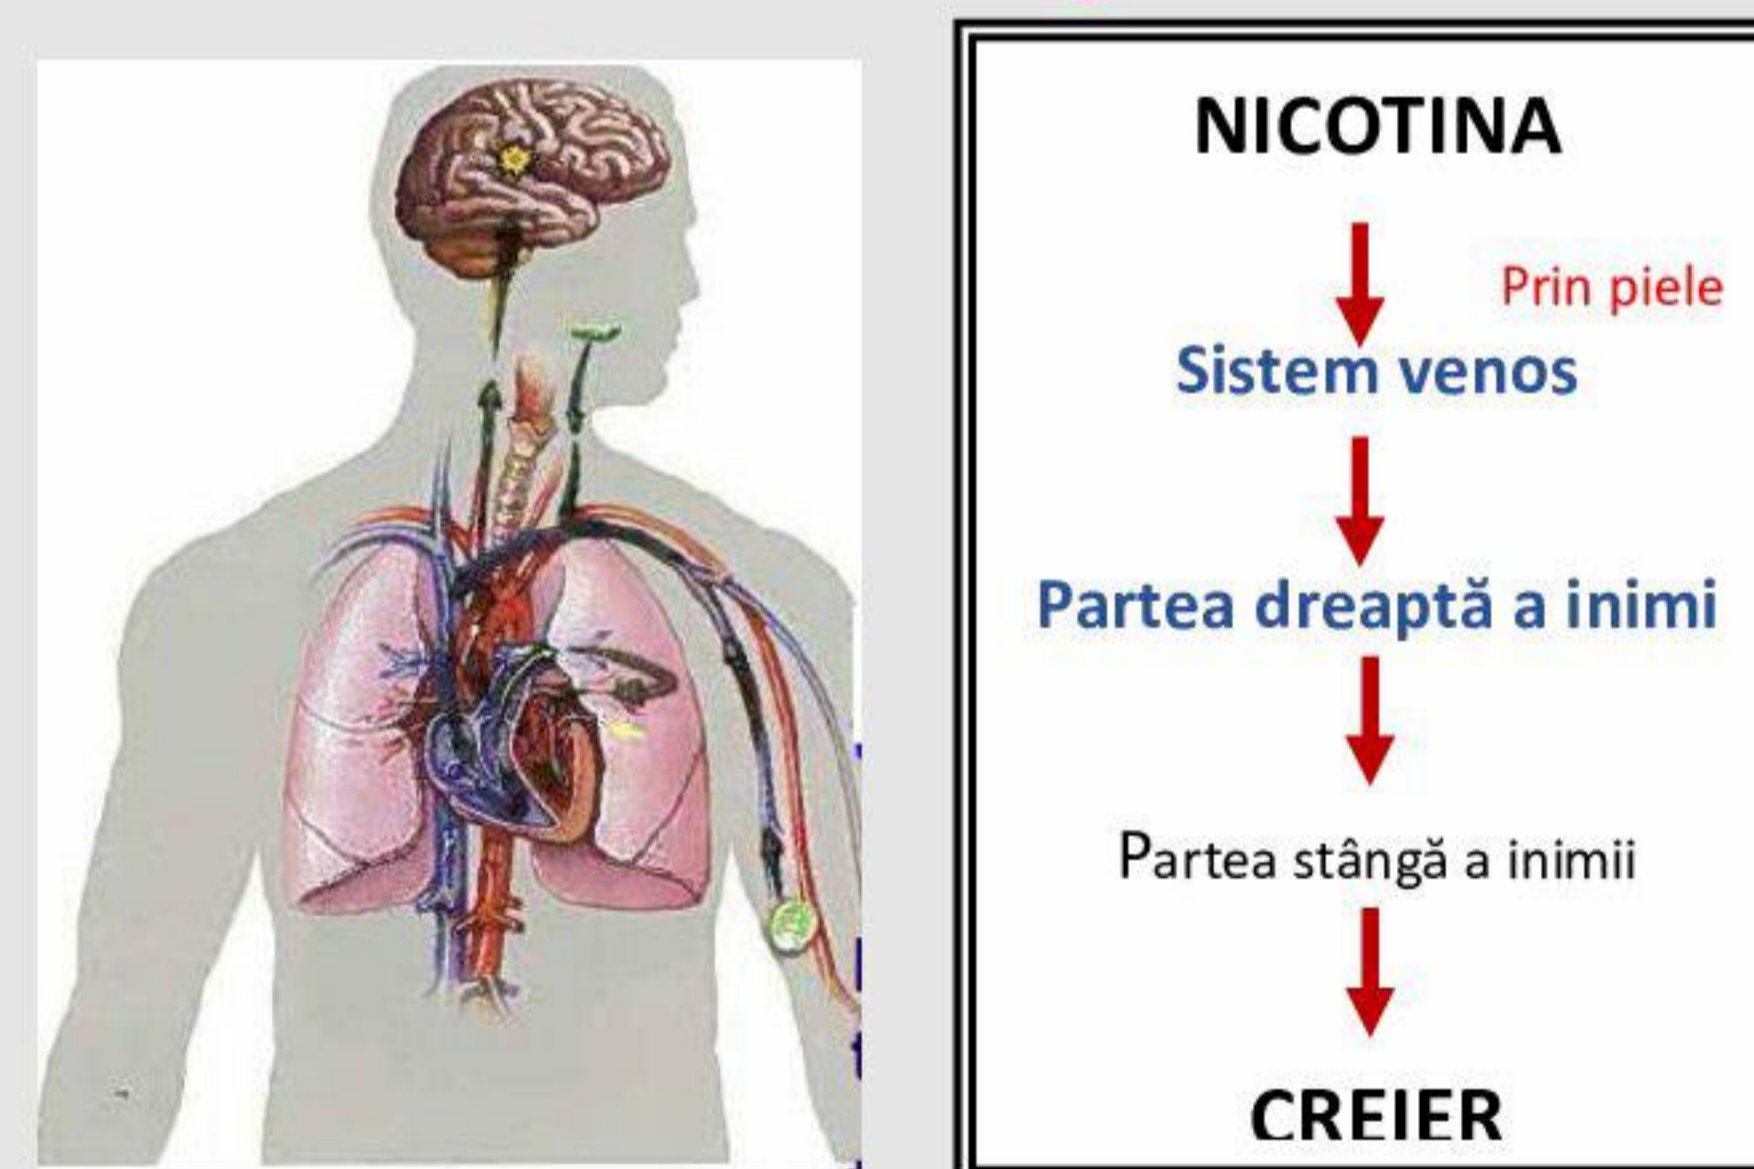 NICOTINA
Prin piele
Sistem venos
Partea dreaptă a inimi
Partea stângă a inimii
CREIER